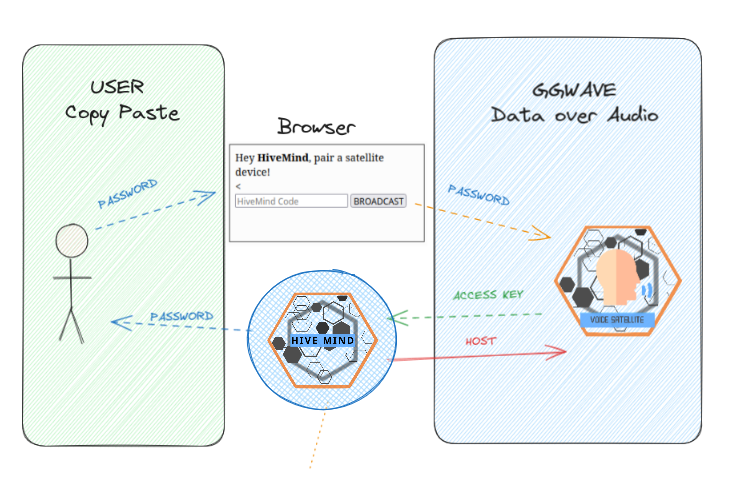 USER
Copy Paste
GGWAVE
Data over Audio
Browser
Hey HiveMind, pair a satellite
device!
<
HiveMind Code
BROADCAST
PASSWORD
PASSWORD
PASSWORD
ACCESS KEY
HOST
HIVE MIND
VOICE SATELLITE